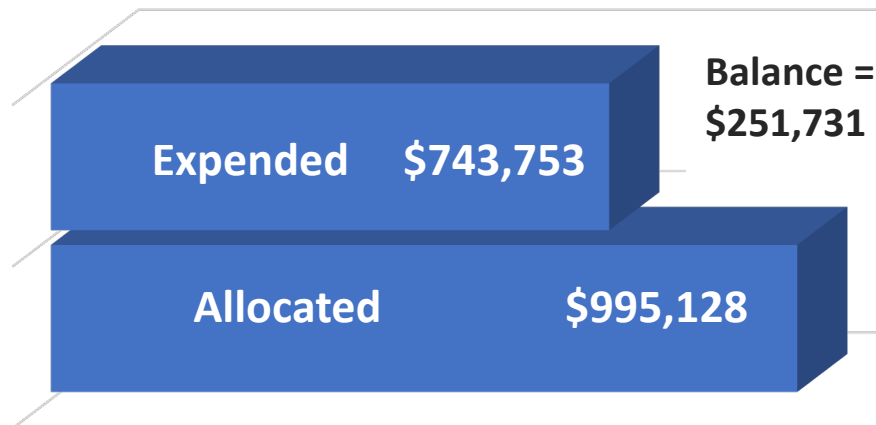 Balance =
$251,731
Expended $743,753
Allocated $995,128